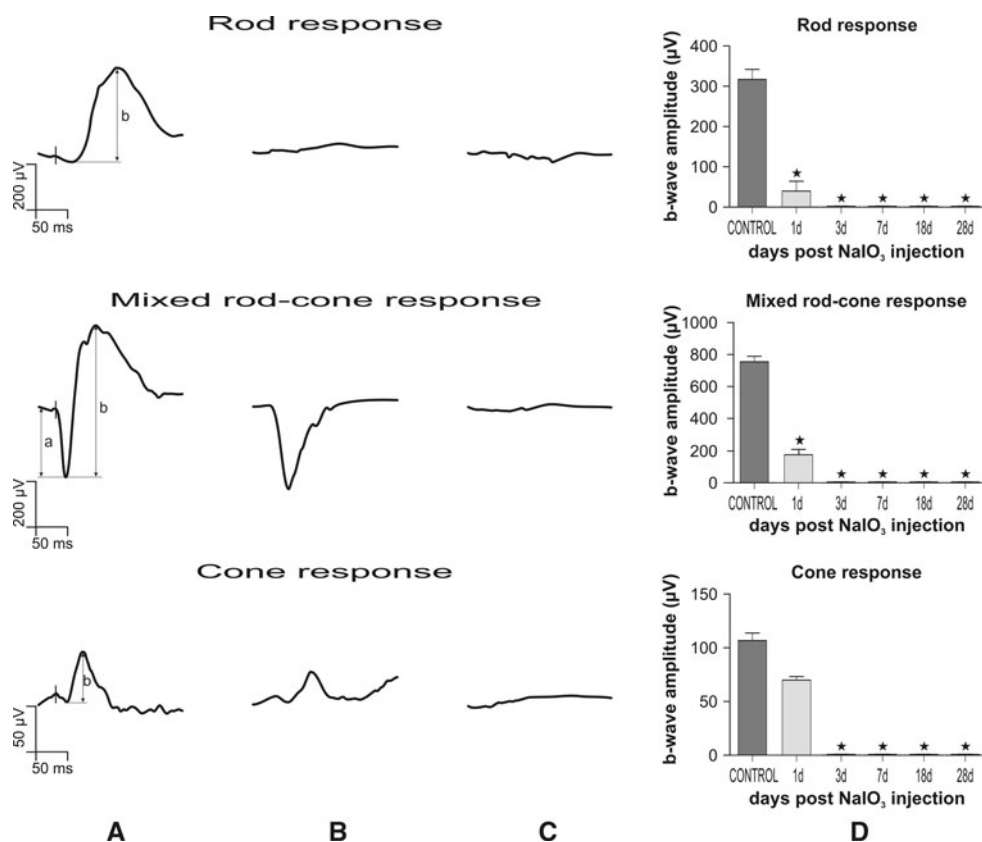 Rod response
b
200 µV
50 ms
Rod response
b-wave amplitude (µV)
400
300
200
100
0
★
★ ★ ★ ★
CONTROL 1d 3d 7d 18d 28d
days post NaIO₃ injection
Mixed rod-cone response
a
b
200 µV
50 ms
Mixed rod-cone response
b-wave amplitude (µV)
1000
800
600
400
200
0
★
★ ★ ★ ★
CONTROL 1d 3d 7d 18d 28d
days post NaIO₃ injection
Cone response
b
50 µV
50 ms
Cone response
b-wave amplitude (µV)
150
100
50
0
★ ★ ★ ★
CONTROL 1d 3d 7d 18d 28d
days post NaIO₃ injection
A B C D